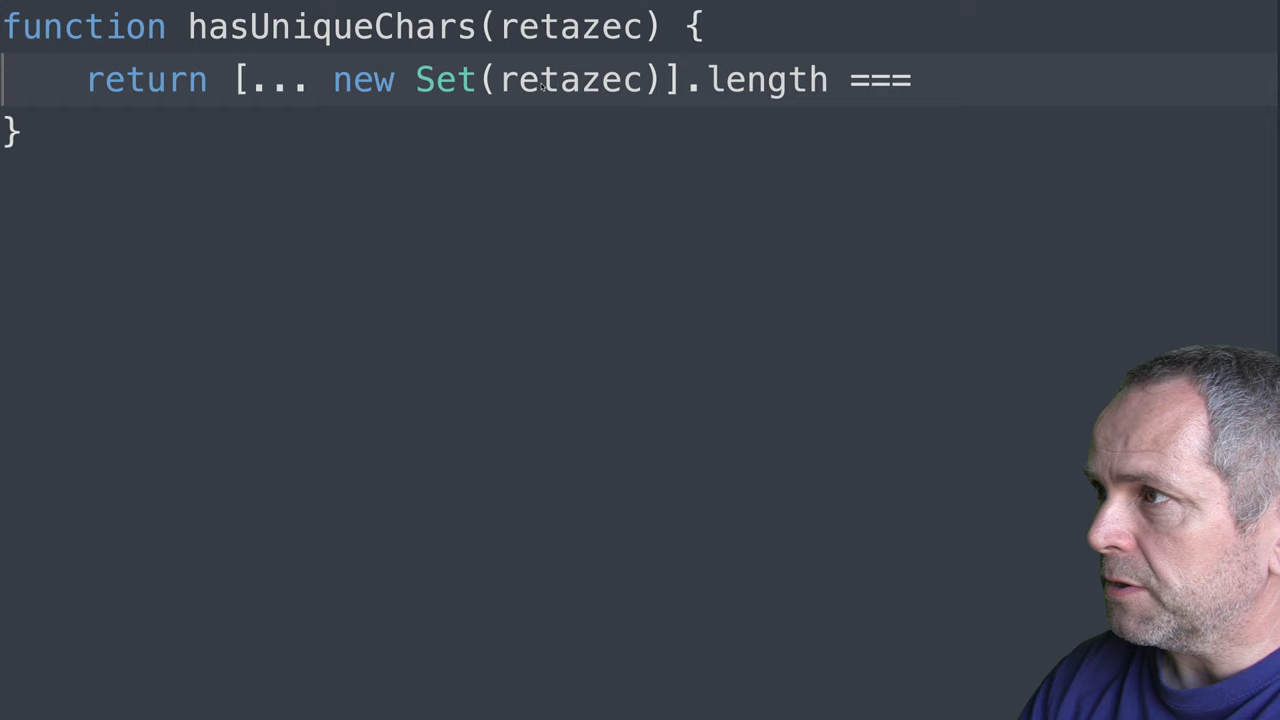 function hasUniqueChars(retazec) {
    return [... new Set(retazec)].length ===
}